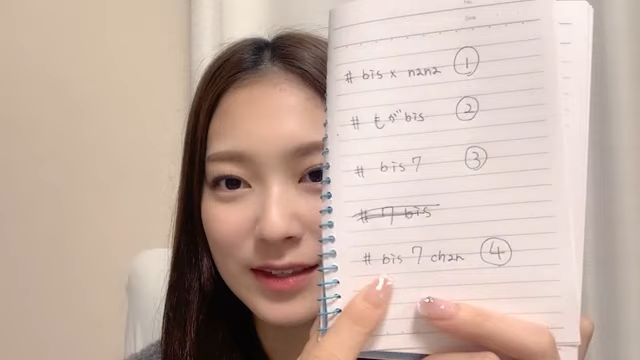 # bis x nana ①
# もがbis ②
# bis 7 ③
# 7 bis
# bis 7 chan ④